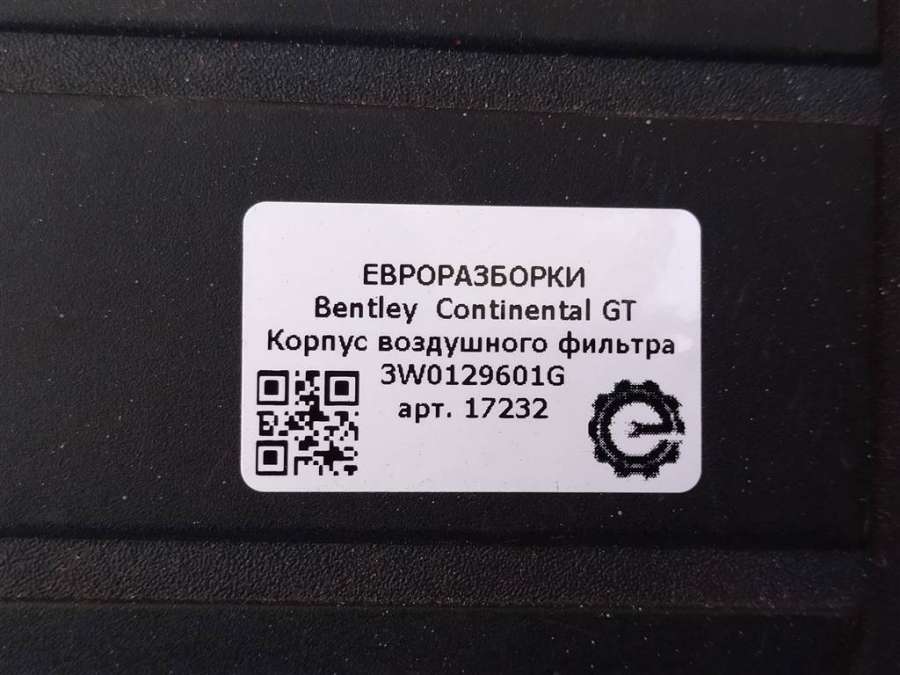 ЕВРОРАЗБОРКИ
Bentley Continental GT
Корпус воздушного фильтра
3W0129601G
арт. 17232